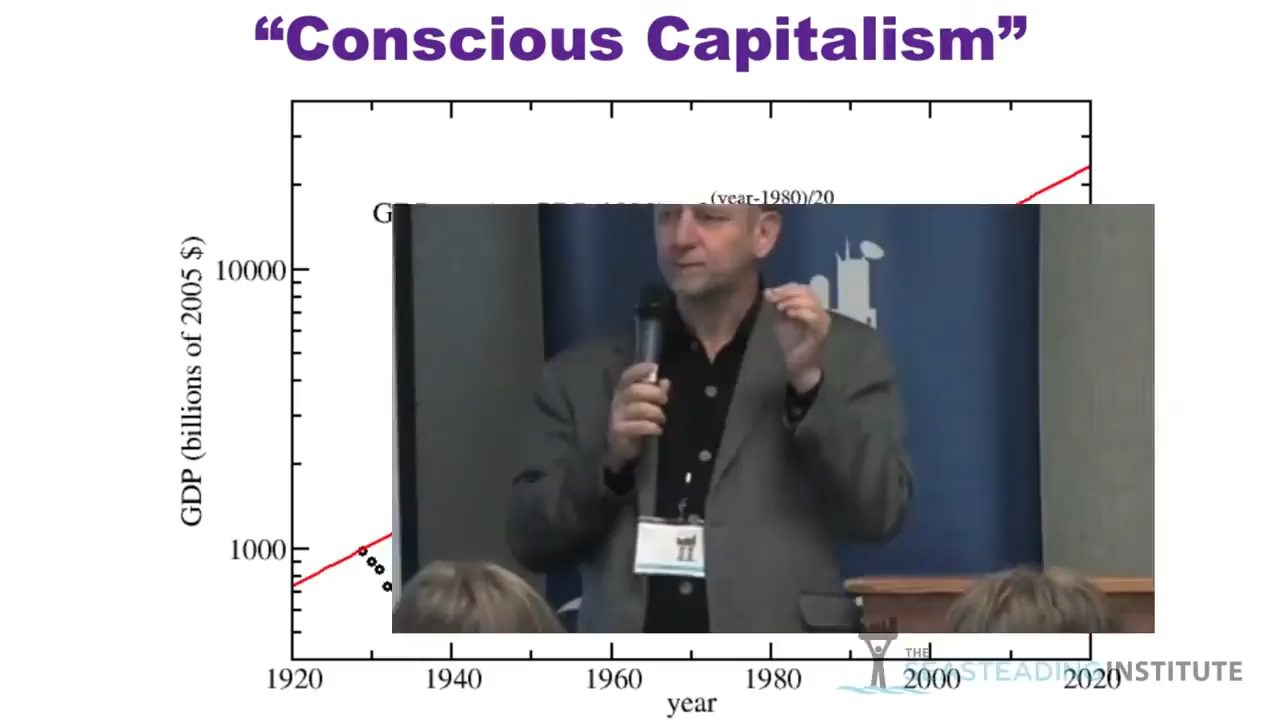 “Conscious Capitalism”
(year-1980)/20
GDP (billions of 2005 $)
10000
1000
1920
1940
1960
1980
2000
2020
year
THE
SEASTEADING INSTITUTE